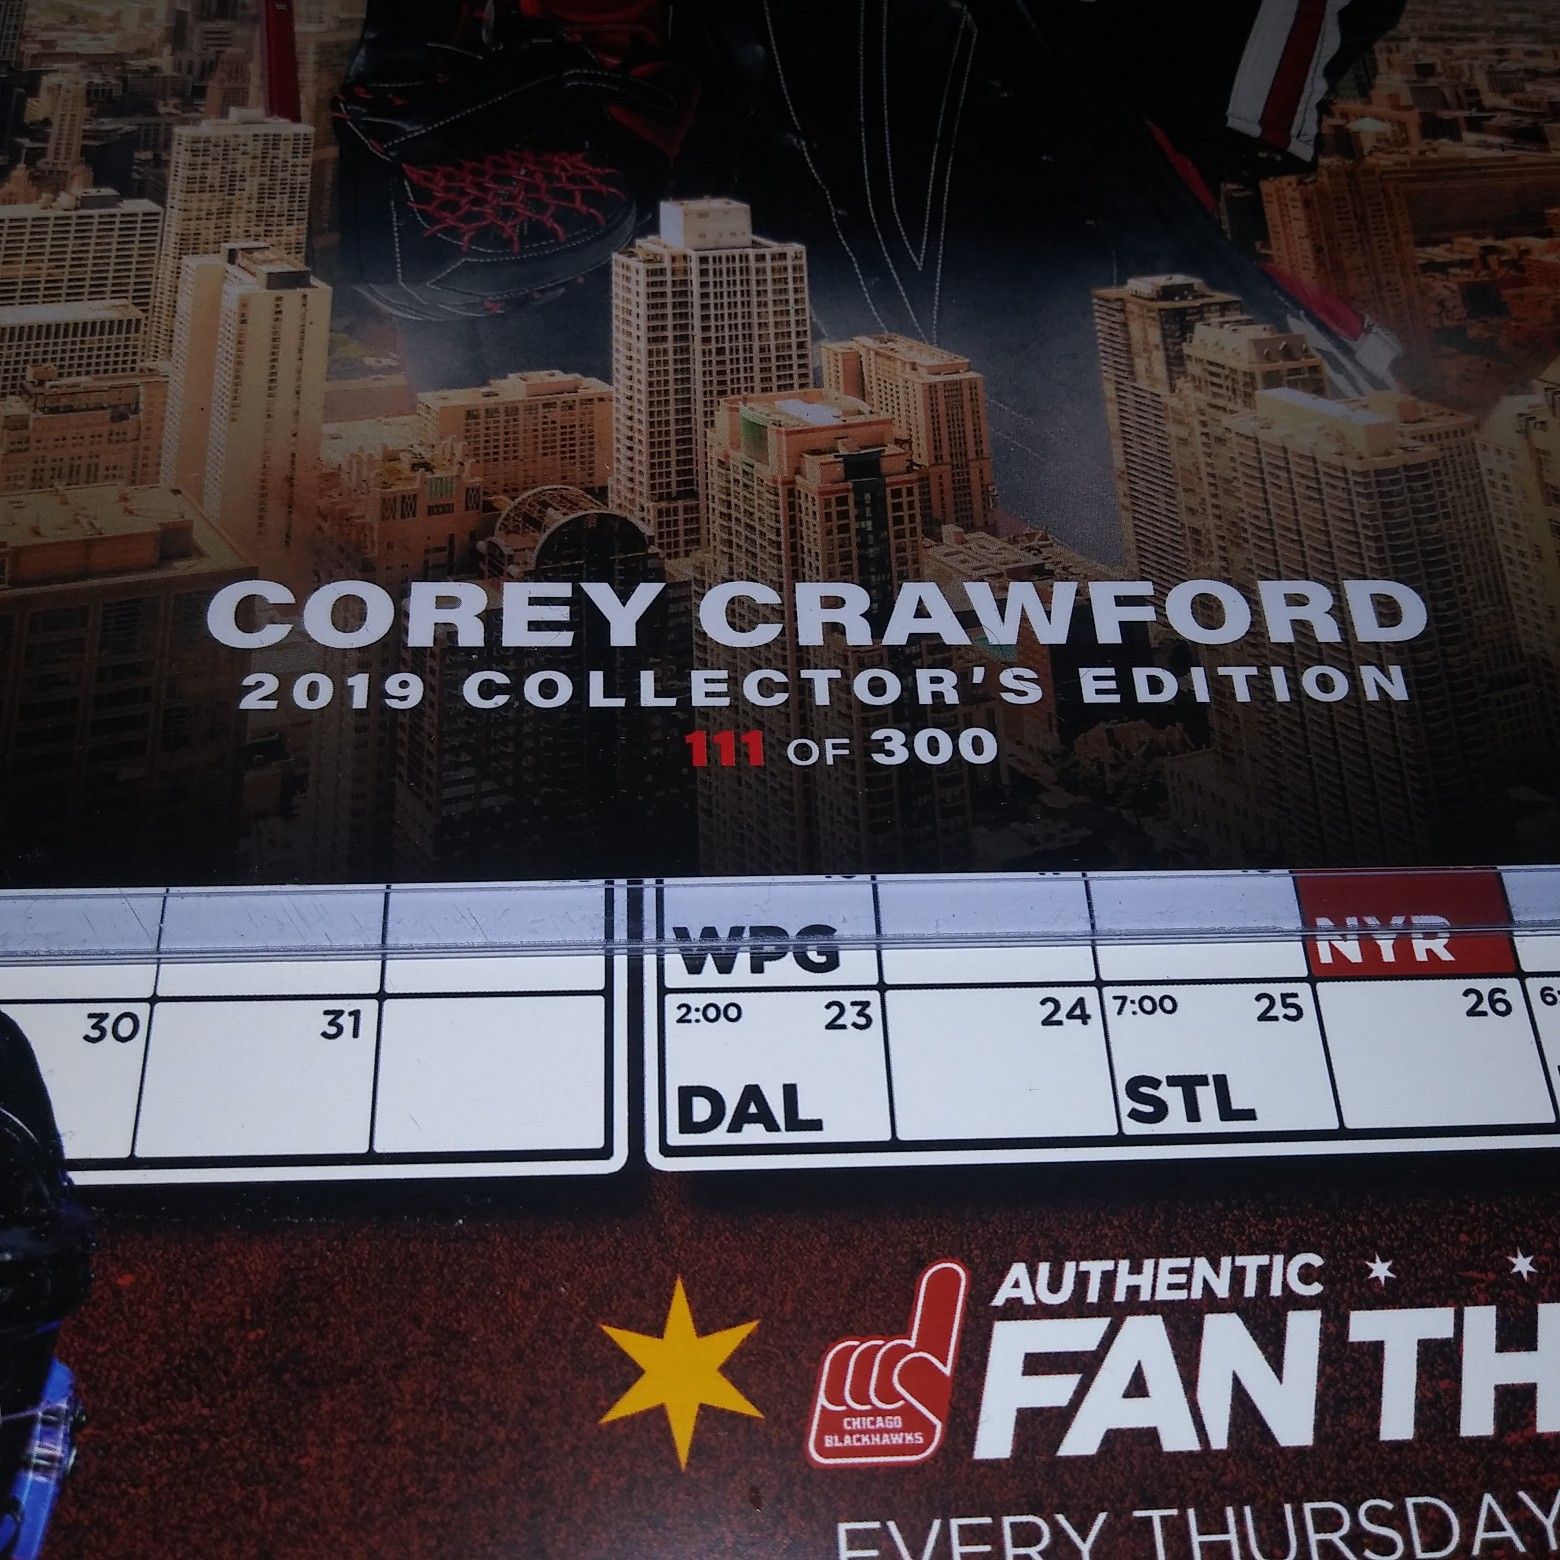 COREY CRAWFORD
2019 COLLECTOR'S EDITION
111 OF 300
WPG NYR
30 31 2:00 23 24 7:00 25 26
DAL STL
AUTHENTIC
FAN TH
CHICAGO
BLACKHAWKS
EVERY THURSDAY